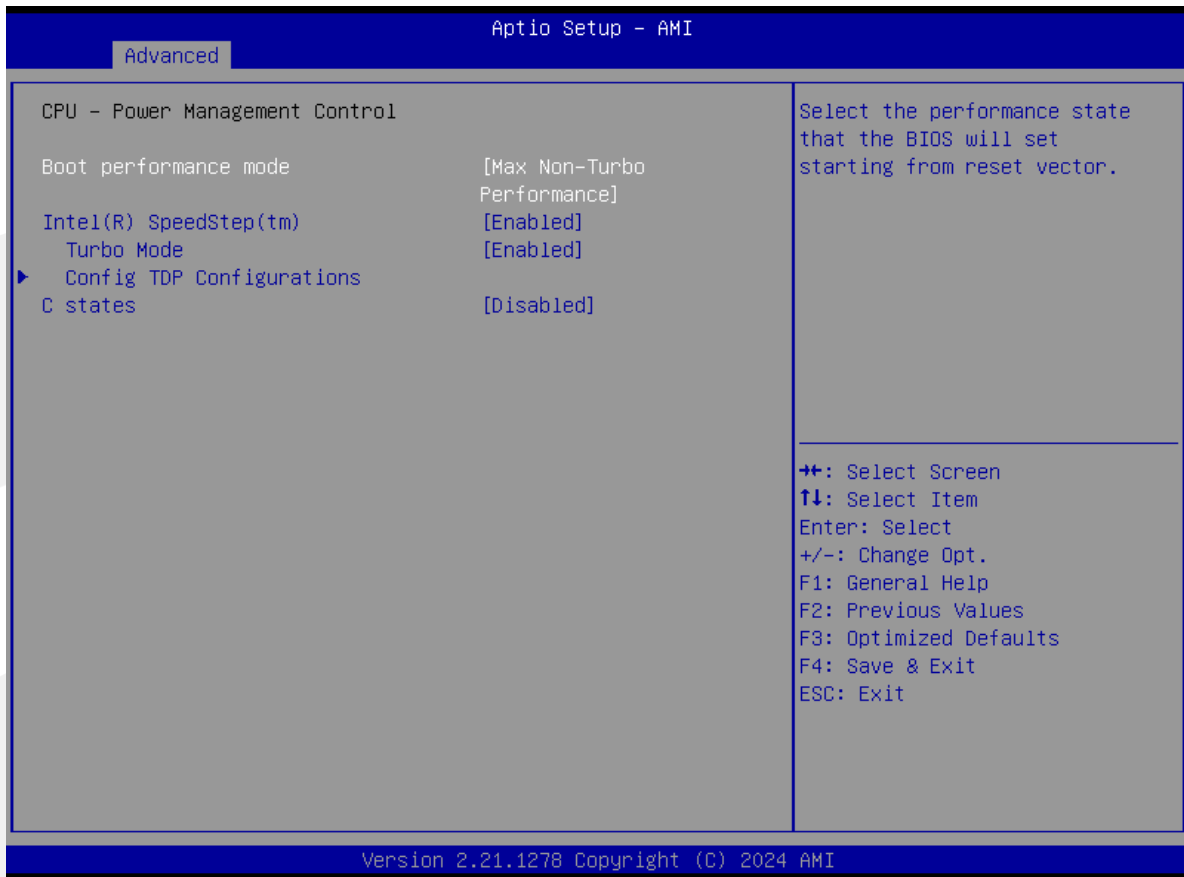 Aptio Setup – AMI
Advanced
CPU – Power Management Control
Boot performance mode [Max Non-Turbo
Performance]
Intel(R) SpeedStep(tm) [Enabled]
Turbo Mode [Enabled]
Config TDP Configurations
C states [Disabled]
Select the performance state
that the BIOS will set
starting from reset vector.
→←: Select Screen
↑↓: Select Item
Enter: Select
+/-: Change Opt.
F1: General Help
F2: Previous Values
F3: Optimized Defaults
F4: Save & Exit
ESC: Exit
Version 2.21.1278 Copyright (C) 2024 AMI